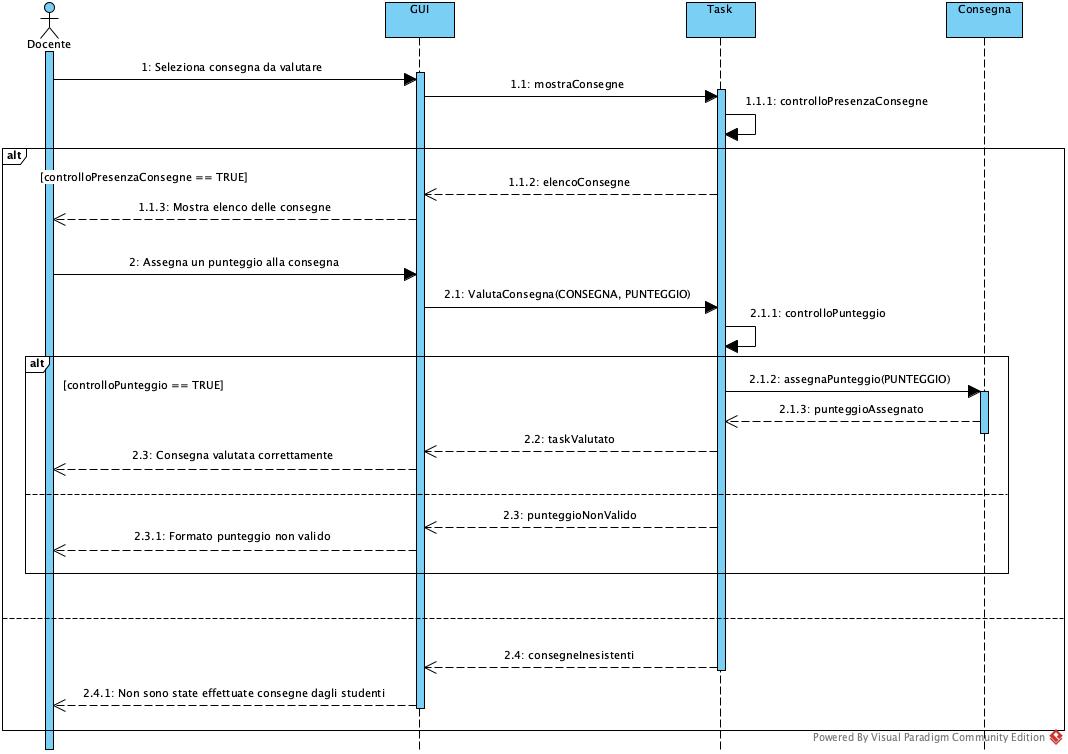 Docente
GUI
Task
Consegna
1: Seleziona consegna da valutare
1.1: mostraConsegne
1.1.1: controlloPresenzaConsegne
alt
[controlloPresenzaConsegne == TRUE]
1.1.2: elencoConsegne
1.1.3: Mostra elenco delle consegne
2: Assegna un punteggio alla consegna
2.1: ValutaConsegna(CONSEGNA, PUNTEGGIO)
2.1.1: controlloPunteggio
alt
[controlloPunteggio == TRUE]
2.1.2: assegnaPunteggio(PUNTEGGIO)
2.1.3: punteggioAssegnato
2.2: taskValutato
2.3: Consegna valutata correttamente
2.3: punteggioNonValido
2.3.1: Formato punteggio non valido
2.4: consegneInesistenti
2.4.1: Non sono state effettuate consegne dagli studenti
Powered By Visual Paradigm Community Edition